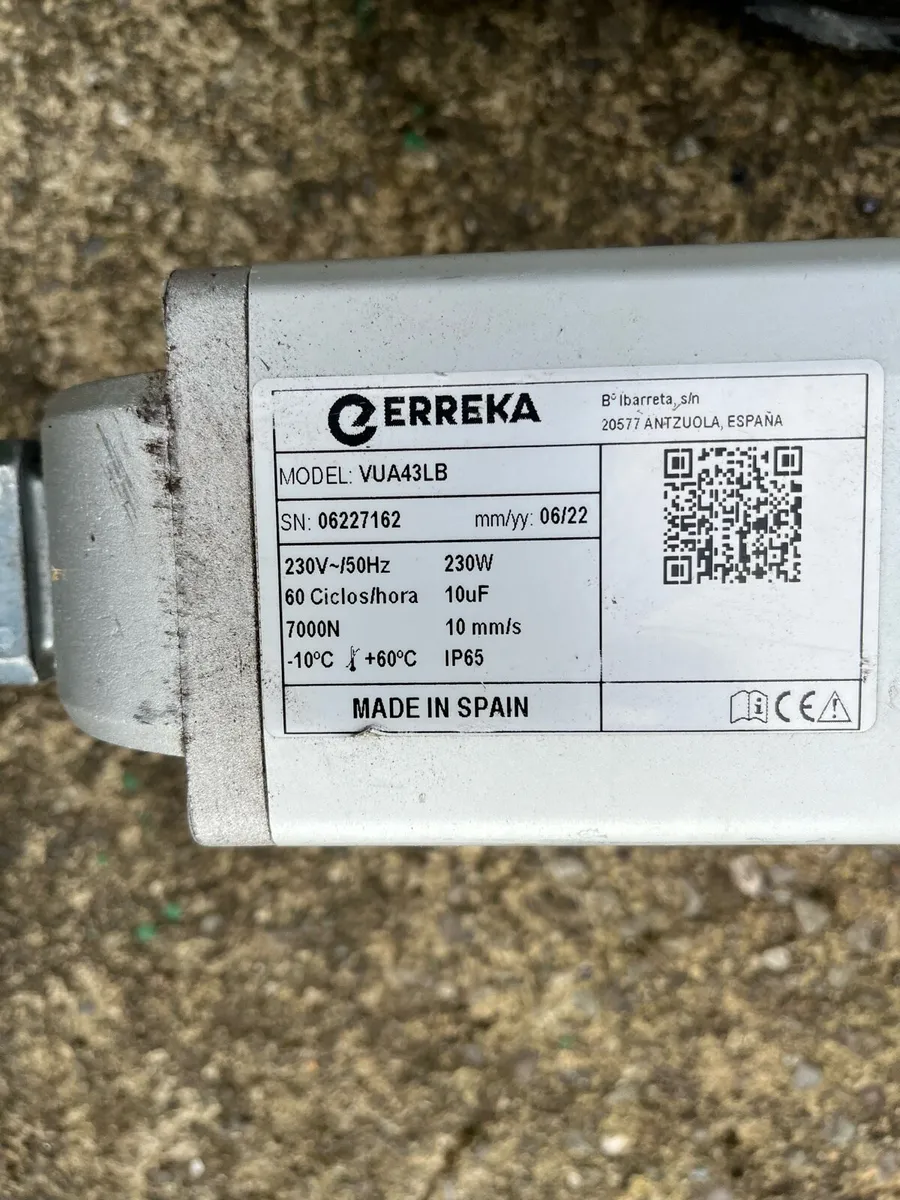 ERREKA
Bº Ibarreta, s/n
20577 ANTZUOLA, ESPAÑA
MODEL: VUA43LB
SN: 06227162 mm/yy: 06/22
230V~/50Hz 230W
60 Ciclos/hora 10uF
7000N 10 mm/s
-10ºC +60ºC IP65
MADE IN SPAIN
CE